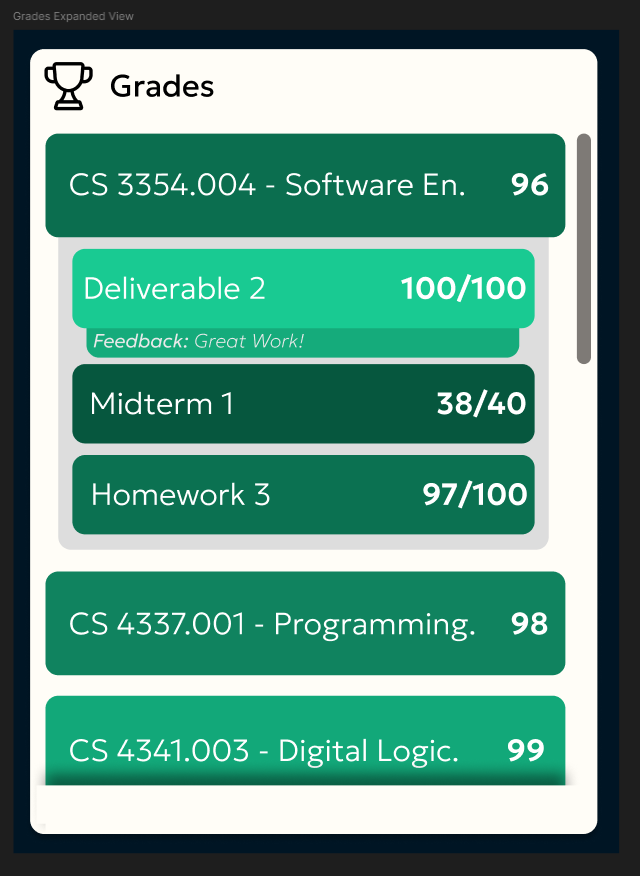 Grades Expanded View
Grades
CS 3354.004 - Software En. 96
Deliverable 2 100/100
Feedback: Great Work!
Midterm 1 38/40
Homework 3 97/100
CS 4337.001 - Programming. 98
CS 4341.003 - Digital Logic. 99